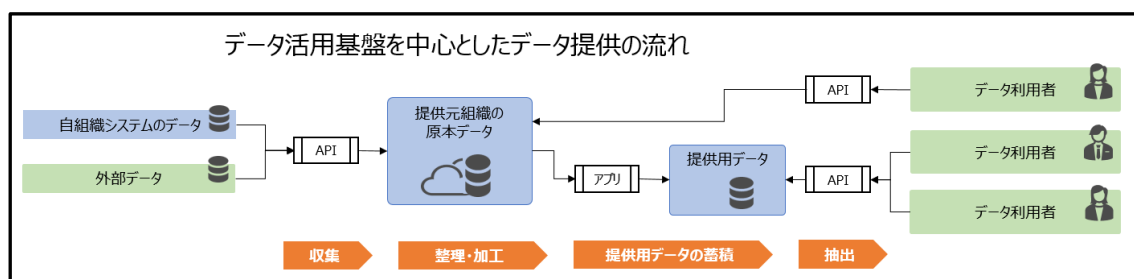 データ活用基盤を中心としたデータ提供の流れ
自組織システムのデータ
外部データ
API
提供元組織の
原本データ
アプリ
提供用データ
API
データ利用者
API
データ利用者
データ利用者
収集
整理・加工
提供用データの蓄積
抽出